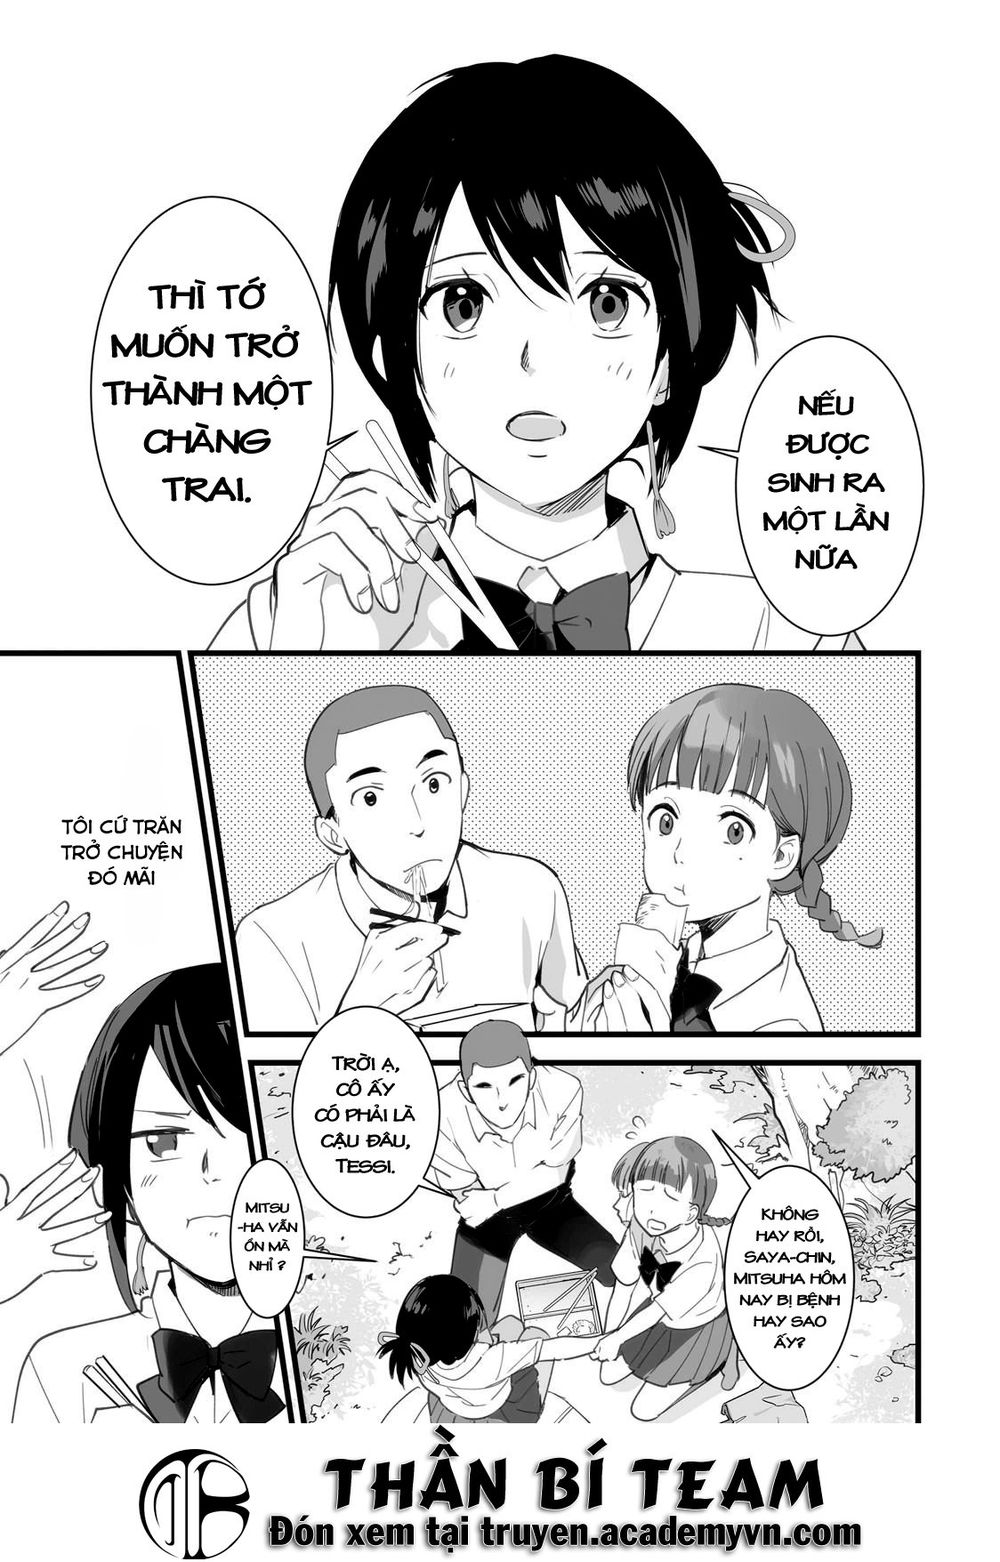 NẾU
ĐƯỢC
SINH RA
MỘT LẦN
NỮA
THÌ TỚ
MUỐN TRỞ
THÀNH MỘT
CHÀNG
TRAI.
TÔI CỨ TRĂN
TRỞ CHUYỆN
ĐÓ MÃI
KHÔNG
HAY RỒI,
SAYA-CHIN,
MITSUHA HÔM
NAY BỊ BỆNH
HAY SAO
ẤY?
TRỜI Ạ,
CÔ ẤY
CÓ PHẢI LÀ
CẬU ĐÂU,
TESSI.
MITSU
-HA VẪN
ỔN MÀ
NHỈ ?
THẦN BÍ TEAM
Đón xem tại truyen.academyvn.com